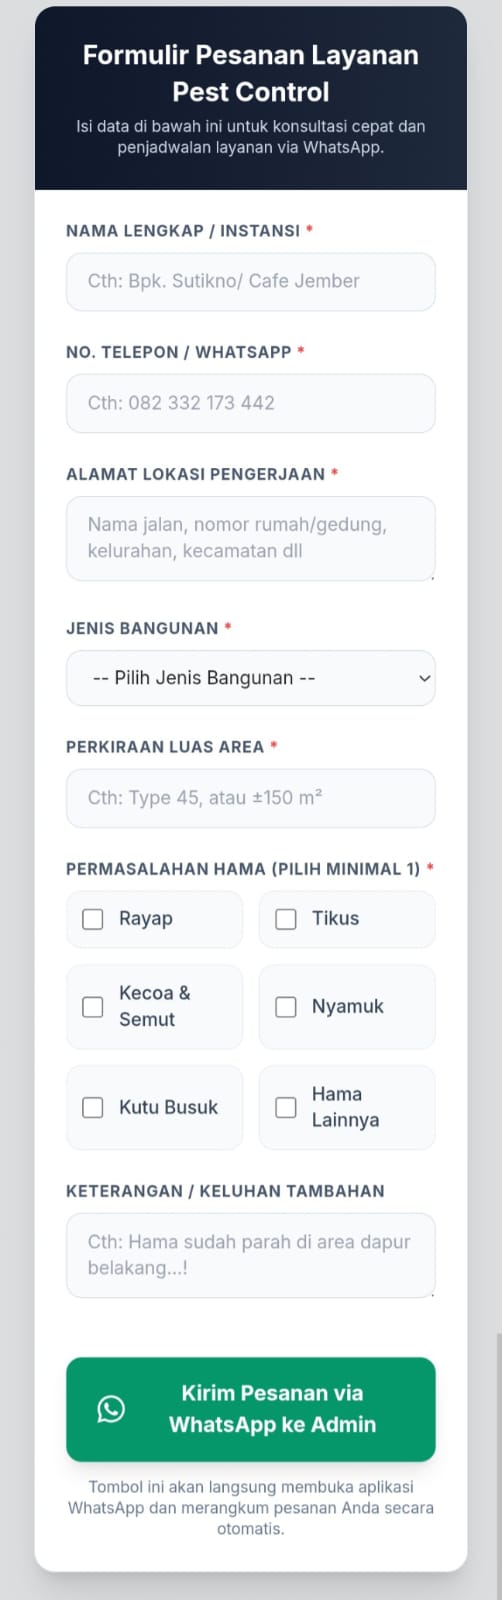 Formulir Pesanan Layanan
Pest Control
Isi data di bawah ini untuk konsultasi cepat dan
penjadwalan layanan via WhatsApp.
NAMA LENGKAP / INSTANSI *
Cth: Bpk. Sutikno/ Cafe Jember
NO. TELEPON / WHATSAPP *
Cth: 082 332 173 442
ALAMAT LOKASI PENGERJAAN *
Nama jalan, nomor rumah/gedung,
kelurahan, kecamatan dll
JENIS BANGUNAN *
-- Pilih Jenis Bangunan --
PERKIRAAN LUAS AREA *
Cth: Type 45, atau ±150 m²
PERMASALAHAN HAMA (PILIH MINIMAL 1) *
Rayap
Tikus
Kecoa &
Semut
Nyamuk
Kutu Busuk
Hama
Lainnya
KETERANGAN / KELUHAN TAMBAHAN
Cth: Hama sudah parah di area dapur
belakang...!
Kirim Pesanan via
WhatsApp ke Admin
Tombol ini akan langsung membuka aplikasi
WhatsApp dan merangkum pesanan Anda secara
otomatis.